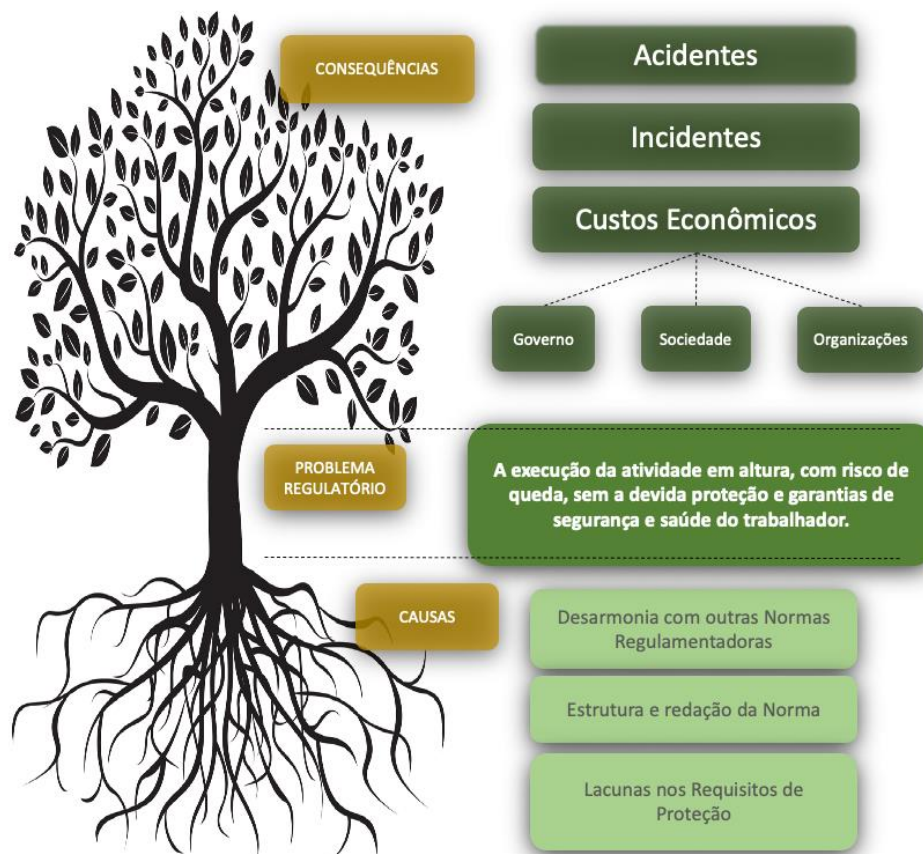 CONSEQUÊNCIAS
Acidentes
Incidentes
Custos Econômicos
Governo
Sociedade
Organizações
PROBLEMA
REGULATÓRIO
A execução da atividade em altura, com risco de
queda, sem a devida proteção e garantias de
segurança e saúde do trabalhador.
CAUSAS
Desarmonia com outras Normas
Regulamentadoras
Estrutura e redação da Norma
Lacunas nos Requisitos de
Proteção